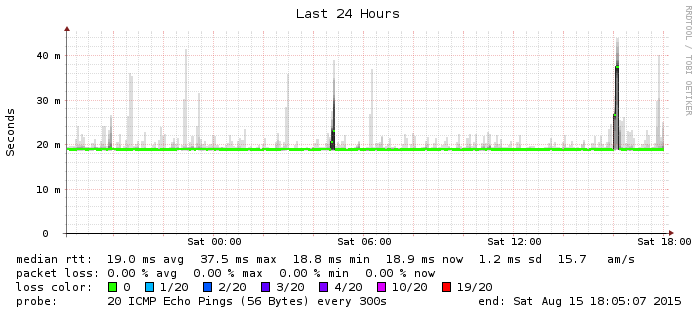 Last 24 Hours
RRDTOOL / TOBI OETIKER
Seconds
40 m
30 m
20 m
10 m
0
Sat 00:00 Sat 06:00 Sat 12:00 Sat 18:00
median rtt: 19.0 ms avg 37.5 ms max 18.8 ms min 18.9 ms now 1.2 ms sd 15.7 am/s
packet loss: 0.00 % avg 0.00 % max 0.00 % min 0.00 % now
loss color: 0 1/20 2/20 3/20 4/20 10/20 19/20
probe: 20 ICMP Echo Pings (56 Bytes) every 300s end: Sat Aug 15 18:05:07 2015